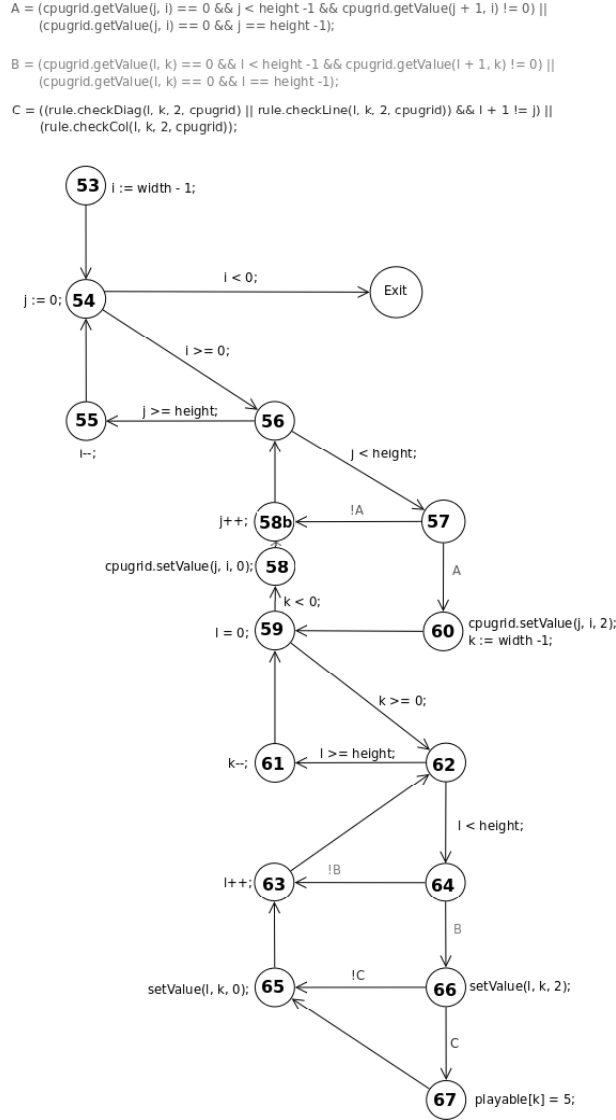 A = (cpugrid.getValue(j, i) == 0 && j < height -1 && cpugrid.getValue(j + 1, i) != 0) ||
(cpugrid.getValue(j, i) == 0 && j == height -1);
B = (cpugrid.getValue(l, k) == 0 && l < height -1 && cpugrid.getValue(l + 1, k) != 0) ||
(cpugrid.getValue(l, k) == 0 && l == height -1);
C = ((rule.checkDiag(l, k, 2, cpugrid) || rule.checkLine(l, k, 2, cpugrid)) && l + 1 != j) ||
(rule.checkCol(l, k, 2, cpugrid));
53 i := width - 1;
i < 0;
Exit
j := 0; 54
i >= 0;
j >= height;
55
56
i--;
j < height;
!A
j++; 58b
57
cpugrid.setValue(j, i, 0); 58
A
k < 0;
l = 0; 59
60 cpugrid.setValue(j, i, 2);
k := width -1;
k >= 0;
l >= height;
k--; 61
62
l < height;
!B
l++; 63
64
B
!C
setValue(l, k, 0); 65
66 setValue(l, k, 2);
C
67 playable[k] = 5;